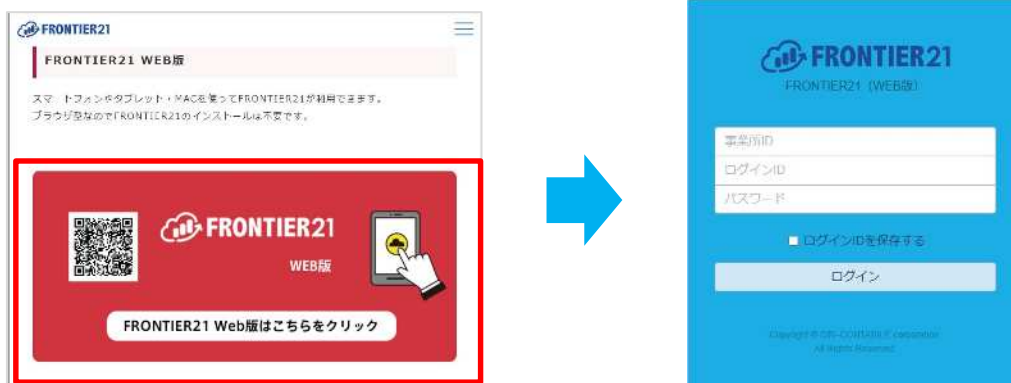 FRONTIER21
FRONTIER21 WEB版
スマートフォンやタブレット・MACを使ってFRONTIER21が利用できます。
ブラウザ型なのでFRONTIER21のインストールは不要です。
FRONTIER21
WEB版
FRONTIER21 Web版はこちらをクリック
FRONTIER21
FRONTIER21 (WEB版)
事業所ID
ログインID
パスワード
ログインIDを保存する
ログイン
Copyright ©
All Rights Reserved.